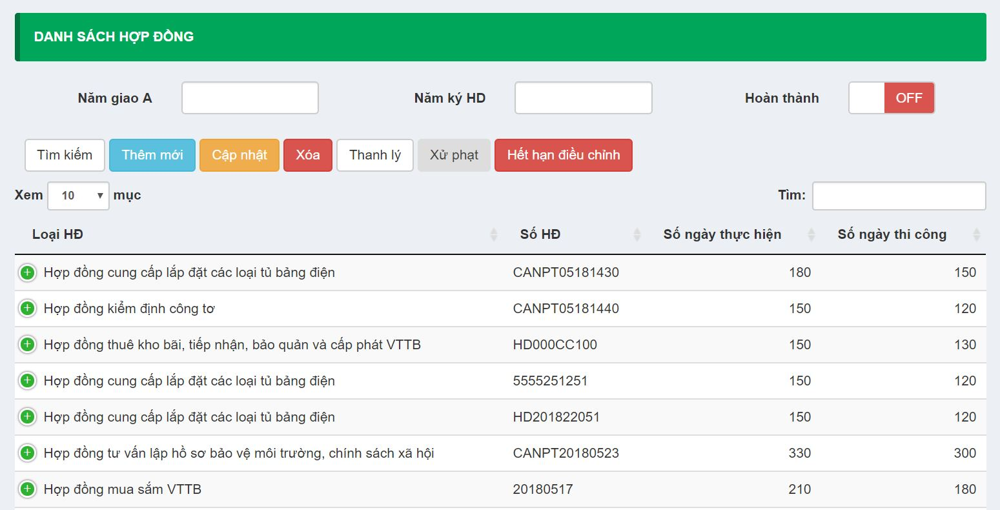 DANH SÁCH HỢP ĐỒNG
Năm giao A Năm ký HD Hoàn thành OFF
Tìm kiếm Thêm mới Cập nhật Xóa Thanh lý Xử phạt Hết hạn điều chỉnh
Xem 10 mục Tìm:
Loại HĐ Số HĐ Số ngày thực hiện Số ngày thi công
Hợp đồng cung cấp lắp đặt các loại tủ bảng điện CANPT05181430 180 150
Hợp đồng kiểm định công tơ CANPT05181440 150 120
Hợp đồng thuê kho bãi, tiếp nhận, bảo quản và cấp phát VTTB HD000CC100 150 130
Hợp đồng cung cấp lắp đặt các loại tủ bảng điện 5555251251 150 120
Hợp đồng cung cấp lắp đặt các loại tủ bảng điện HD201822051 150 120
Hợp đồng tư vấn lập hồ sơ bảo vệ môi trường, chính sách xã hội CANPT20180523 330 300
Hợp đồng mua sắm VTTB 20180517 210 180